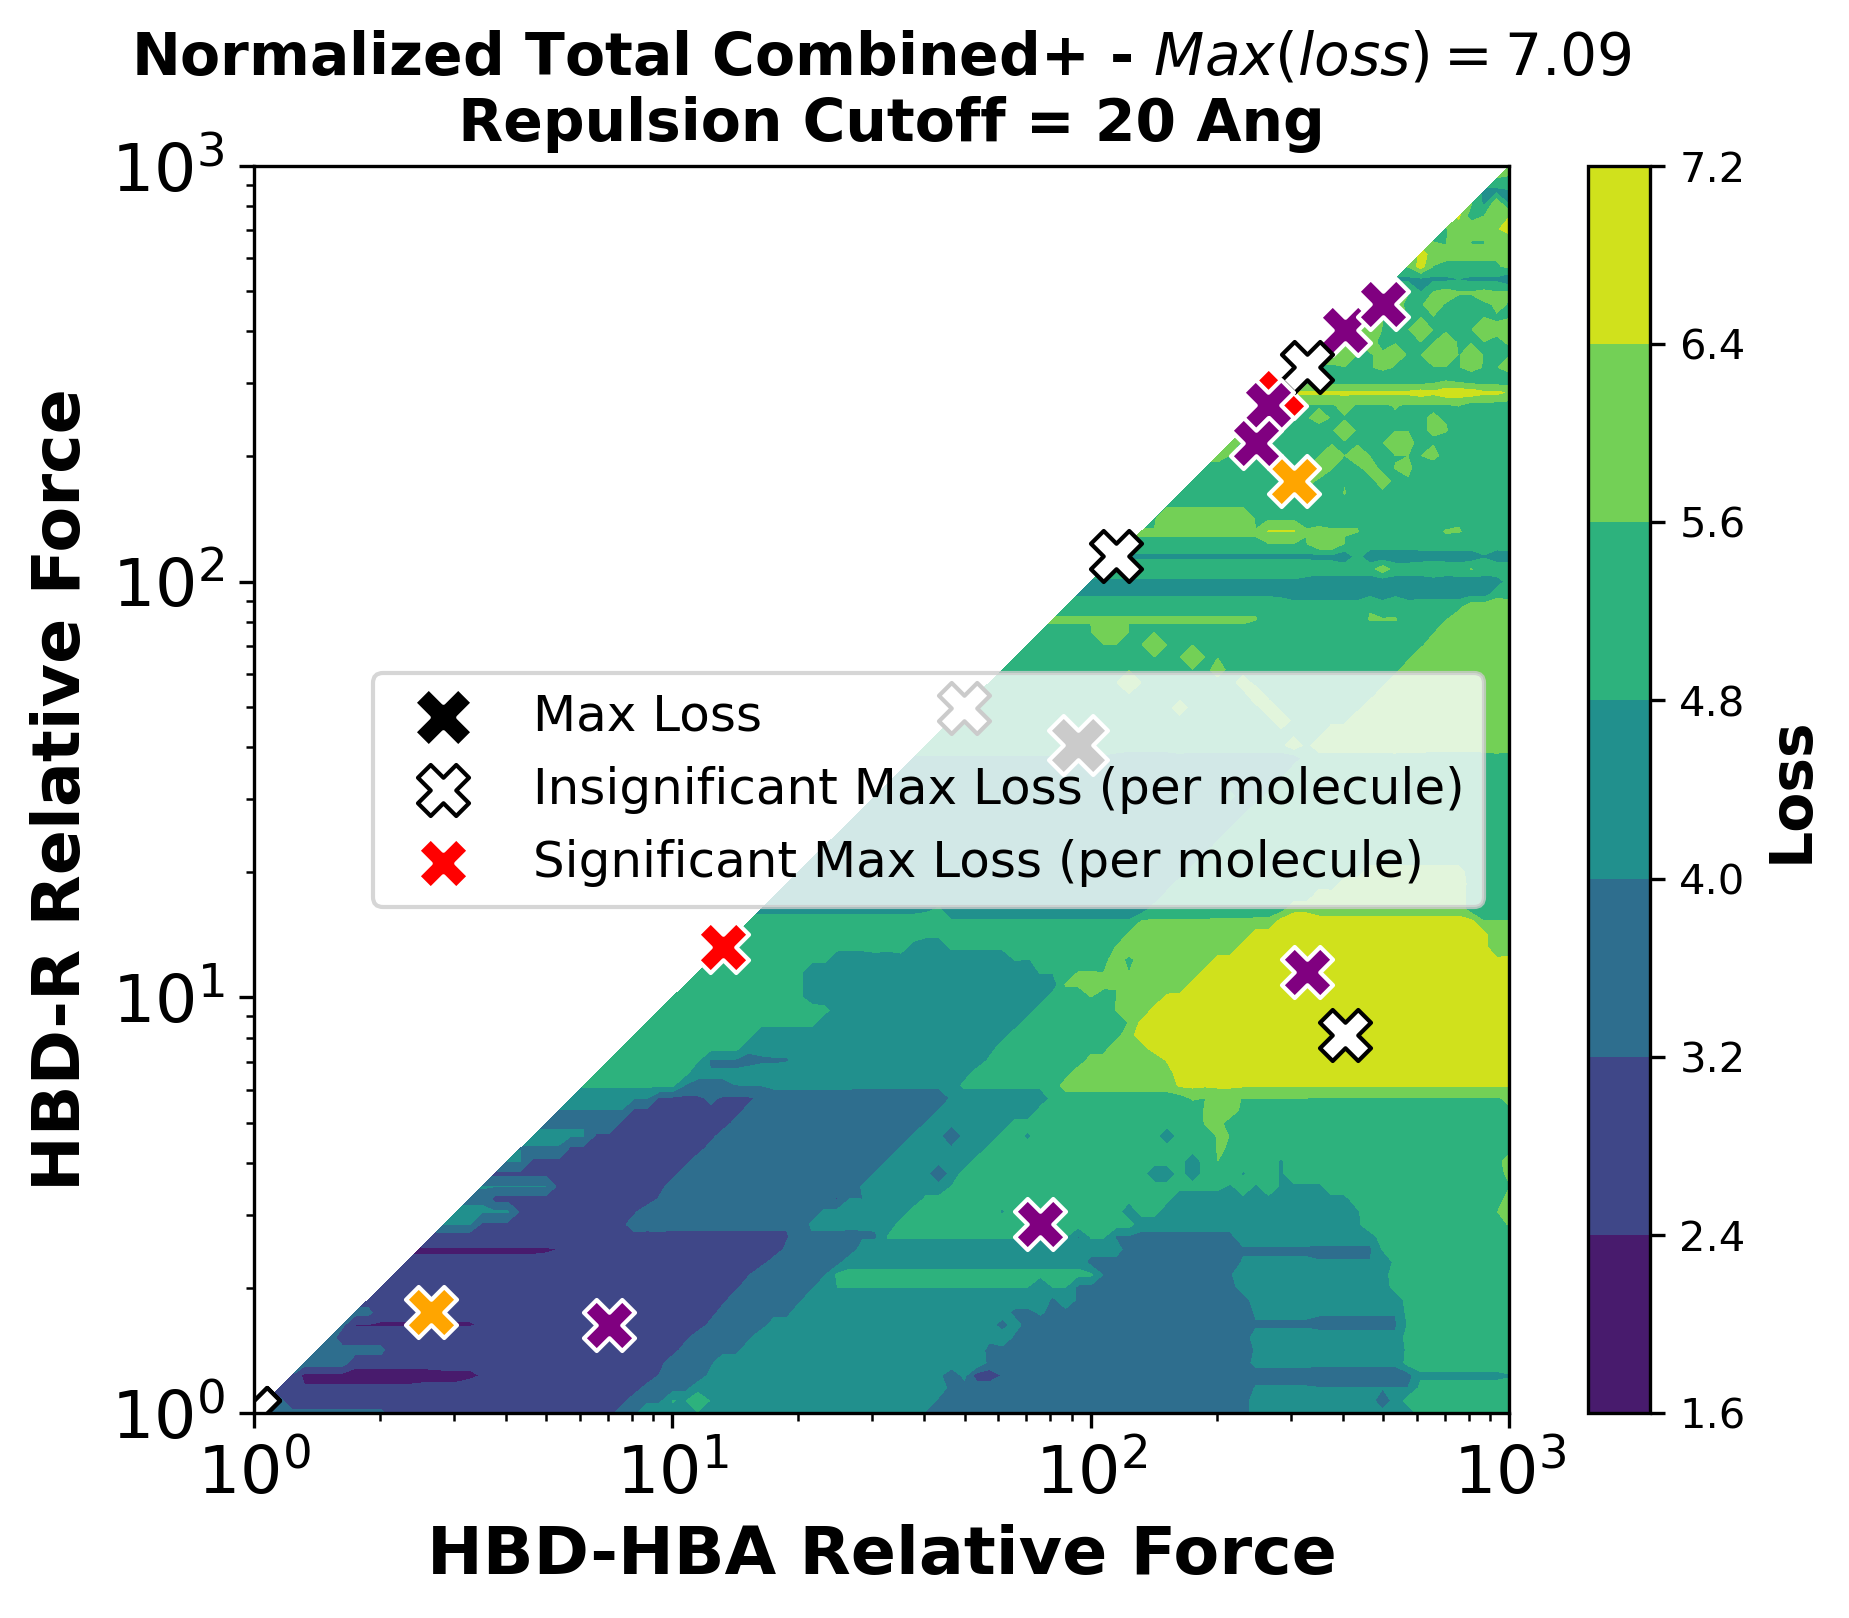 Normalized Total Combined+ - Max(loss) = 7.09
Repulsion Cutoff = 20 Ang
HBD-R Relative Force
10³
10²
10¹
10⁰
Max Loss
Insignificant Max Loss (per molecule)
Significant Max Loss (per molecule)
10⁰ 10¹ 10² 10³
HBD-HBA Relative Force
7.2
6.4
5.6
4.8
4.0
3.2
2.4
1.6
Loss